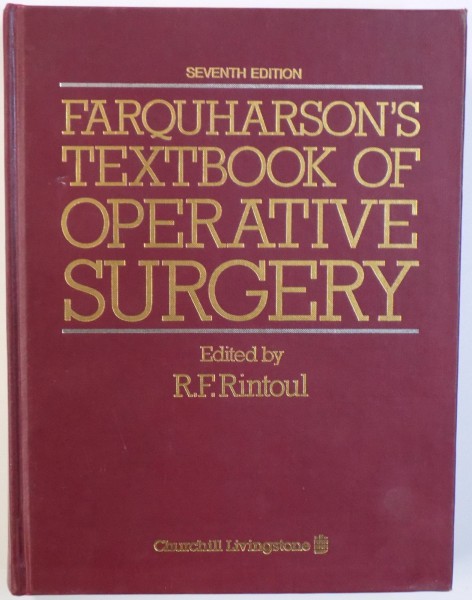 SEVENTH EDITION
FARQUHARSON'S
TEXTBOOK OF
OPERATIVE
SURGERY
Edited by
R.F. Rintoul
Churchill Livingstone